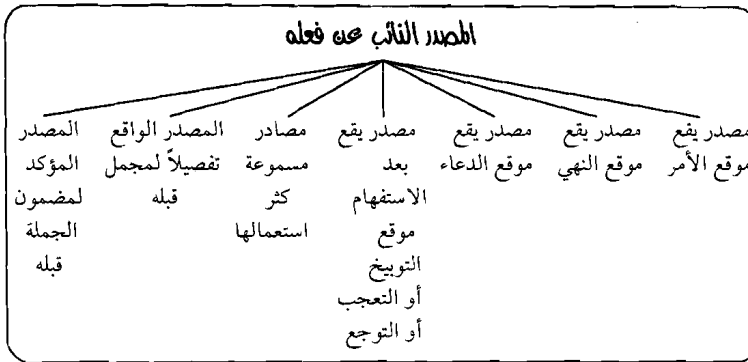 المصدر النائب عن فعله
مصدر يقع
موقع الأمر
مصدر يقع
موقع النهي
مصدر يقع
موقع الدعاء
مصدر يقع
بعد
الاستفهام
موقع
التوبيخ
أو التعجب
أو التوجع
مصادر
مسموعة
كثر
استعمالها
المصدر الواقع
تفصيلاً لمجمل
قبله
المصدر
المؤكد
لمضمون
الجملة
قبله